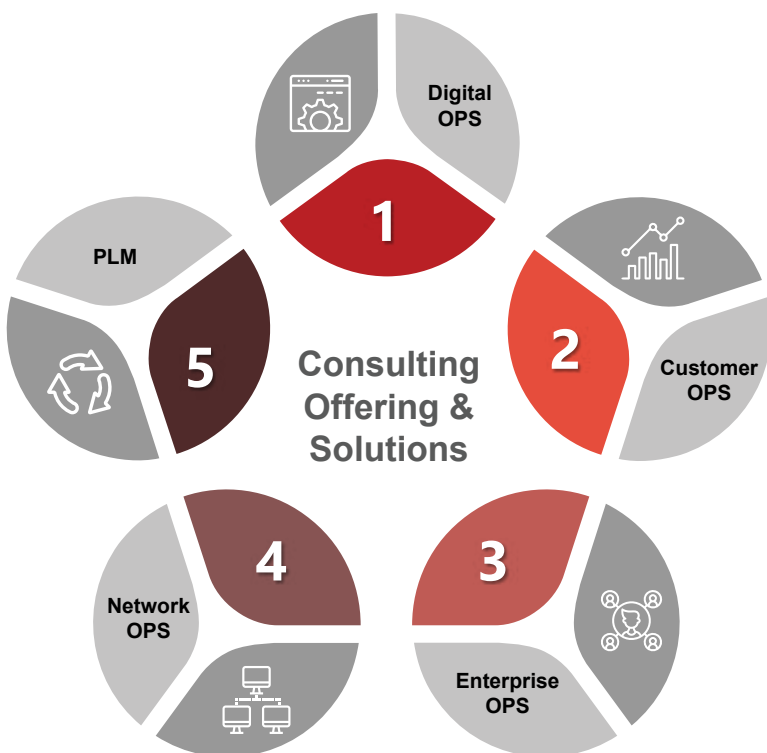 Digital
OPS
1
2
Customer
OPS
3
Enterprise
OPS
4
Network
OPS
5
PLM
Consulting
Offering &
Solutions